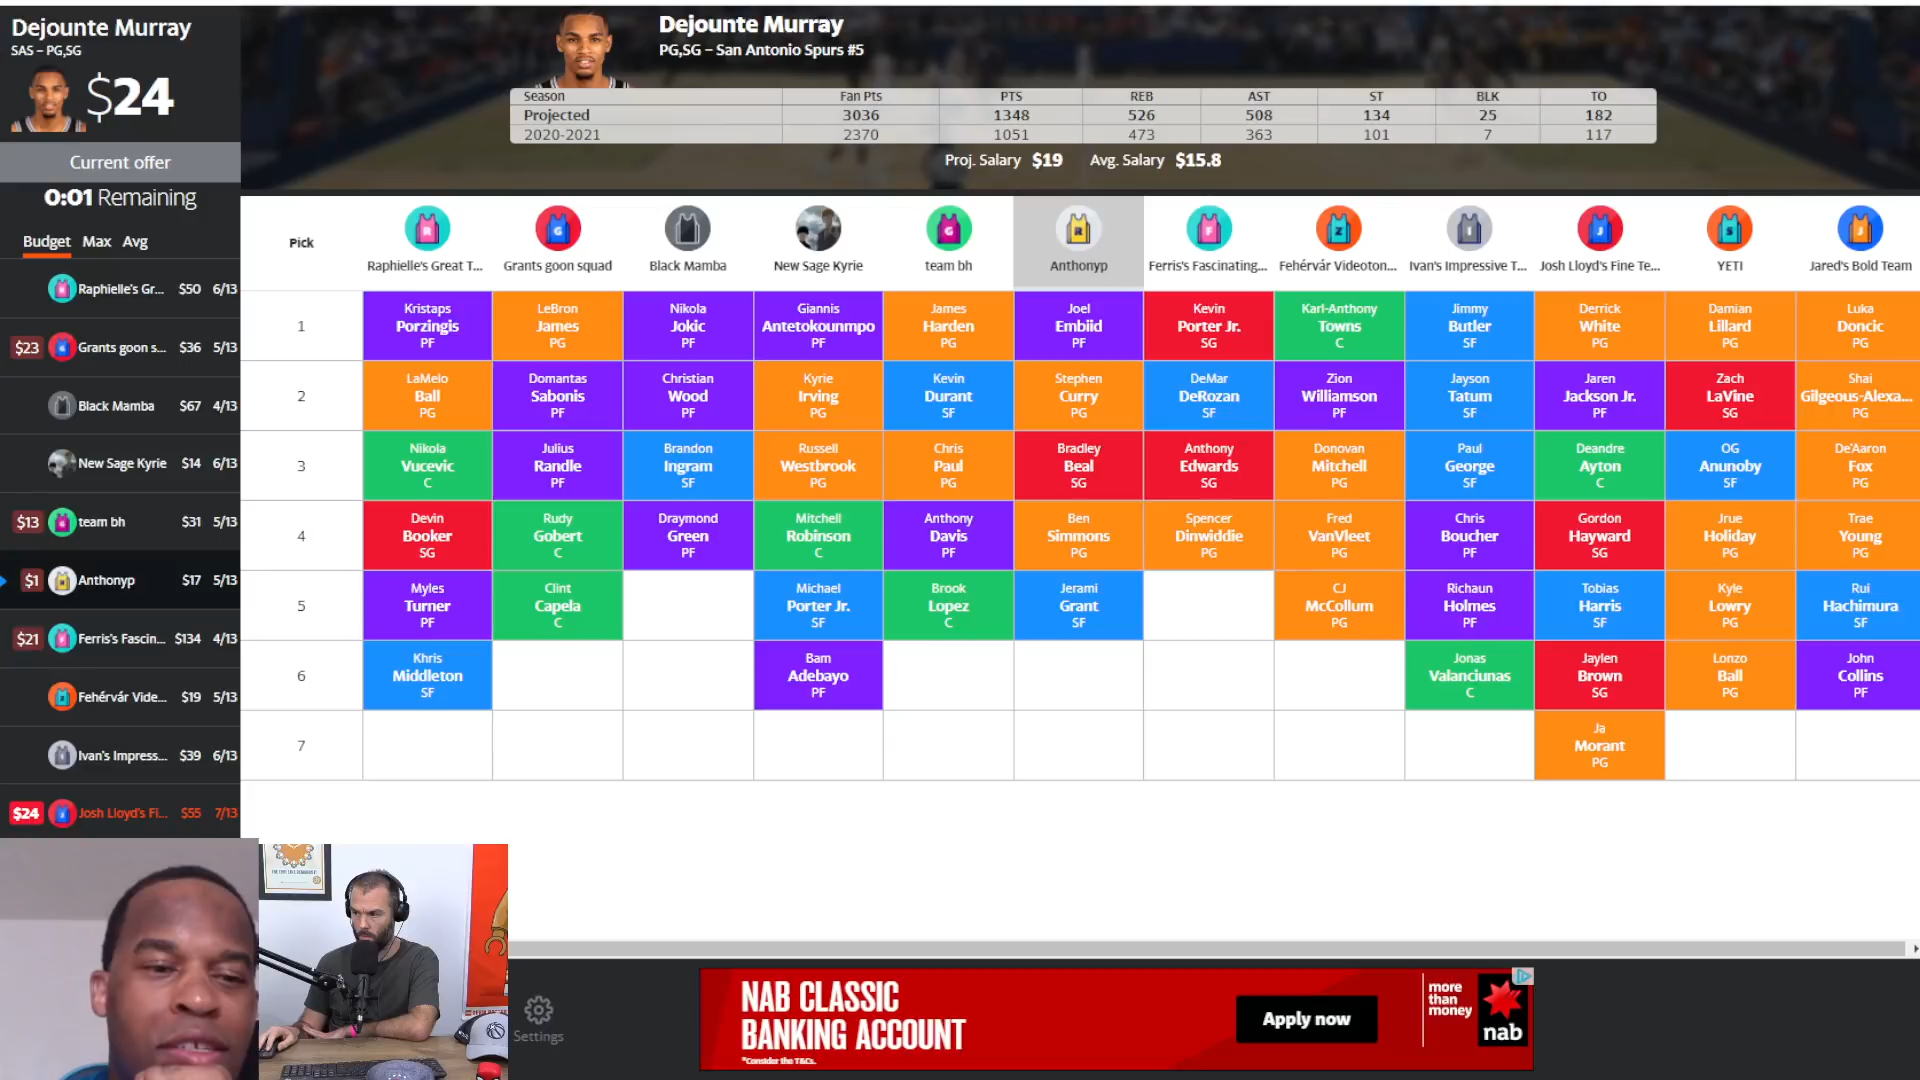 Dejounte Murray
SAS – PG,SG
$24
Current offer
0:01 Remaining
Budget Max Avg
Raphielle's Gr... $50 6/13
$23 Grants goon s... $36 5/13
Black Mamba $67 4/13
New Sage Kyrie $14 6/13
$13 team bh $31 5/13
$1 Anthonyp $17 5/13
$21 Ferris's Fascin... $134 4/13
Fehérvár Vide... $19 5/13
Ivan's Impress... $39 6/13
$24 Josh Lloyd's Fi... $55 7/13
Dejounte Murray
PG,SG – San Antonio Spurs #5
Season Fan Pts PTS REB AST ST BLK TO
Projected 3036 1348 526 508 134 25 182
2020-2021 2370 1051 473 363 101 7 117
Proj. Salary $19 Avg. Salary $15.8
Pick Raphielle's Great T... Grants goon squad Black Mamba New Sage Kyrie team bh Anthonyp Ferris's Fascinating... Fehérvár Videoton... Ivan's Impressive T... Josh Lloyd's Fine Te... YETI Jared's Bold Team
Kristaps LeBron Nikola Giannis James Joel Kevin Karl-Anthony Jimmy Derrick Damian Luka
1 Porzingis James Jokic Antetokounmpo Harden Embiid Porter Jr. Towns Butler White Lillard Doncic
PF PG PF PF PG PF SG C SF PG PG PG
LaMelo Domantas Christian Kyrie Kevin Stephen DeMar Zion Jayson Jaren Zach Shai
2 Ball Sabonis Wood Irving Durant Curry DeRozan Williamson Tatum Jackson Jr. LaVine Gilgeous-Alexa...
PG PF PF PG SF PG SF PF SF PF SG PG
Nikola Julius Brandon Russell Chris Bradley Anthony Donovan Paul Deandre OG De'Aaron
3 Vucevic Randle Ingram Westbrook Paul Beal Edwards Mitchell George Ayton Anunoby Fox
C PF SF PG PG SG SG PG SF C SF PG
Devin Rudy Draymond Mitchell Anthony Ben Spencer Fred Chris Gordon Jrue Trae
4 Booker Gobert Green Robinson Davis Simmons Dinwiddie VanVleet Boucher Hayward Holiday Young
SG C PF C PF PG PG PG PF SG PG PG
Myles Clint Michael Brook Jerami CJ Richaun Tobias Kyle Rui
5 Turner Capela Porter Jr. Lopez Grant McCollum Holmes Harris Lowry Hachimura
PF C SF C SF PG PF SF PG SF
Khris Bam Jonas Jaylen Lonzo John
6 Middleton Adebayo Valanciunas Brown Ball Collins
SF PF C SG PG PF
Ja
7 Morant
PG
Settings
NAB CLASSIC
BANKING ACCOUNT
*Consider the T&Cs.
Apply now
more
than
money
nab